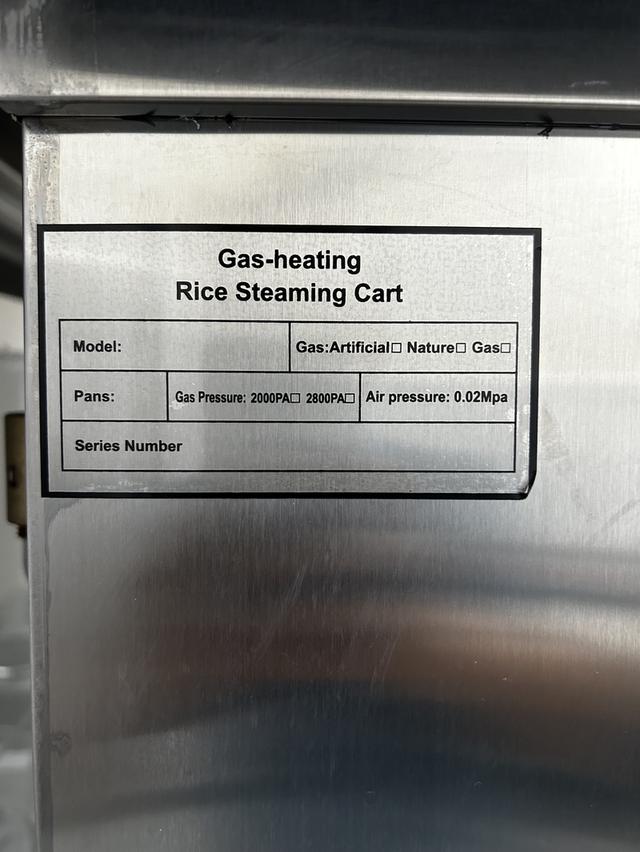 Gas-heating
Rice Steaming Cart
Model: Gas:Artificial□ Nature□ Gas□
Pans: Gas Pressure: 2000PA□ 2800PA□ Air pressure: 0.02Mpa
Series Number